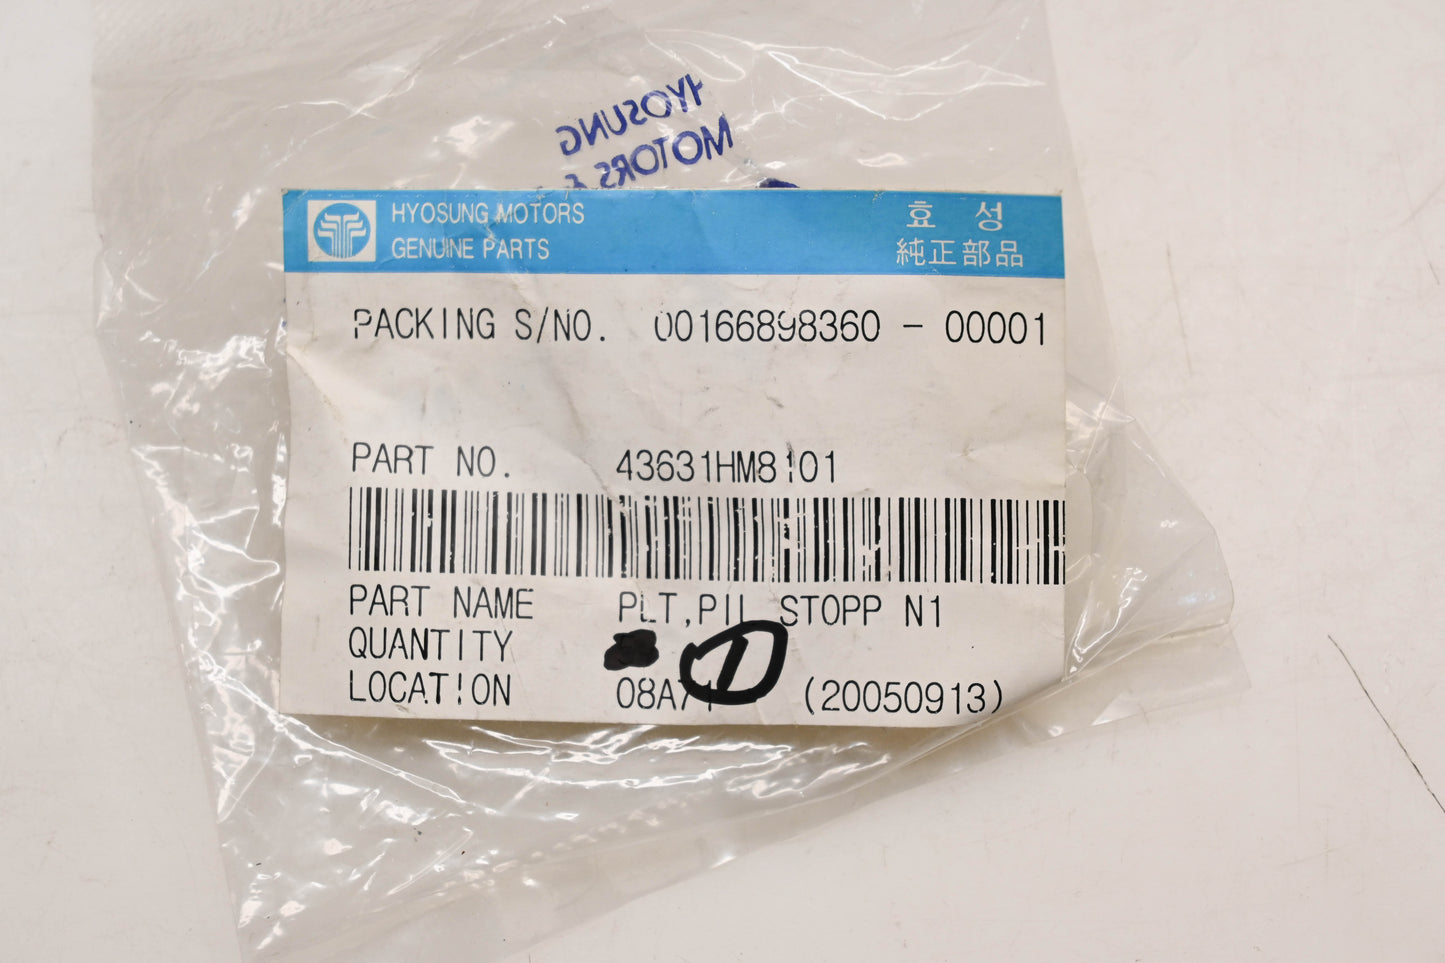 HYOSUNG
MOTORS &
HYOSUNG MOTORS
GENUINE PARTS
효 성
純正部品
PACKING S/NO. 00166898360 - 00001
PART NO. 43631HM8101
PART NAME PLT,PIL STOPP N1
QUANTITY 1
LOCATION (20050913)